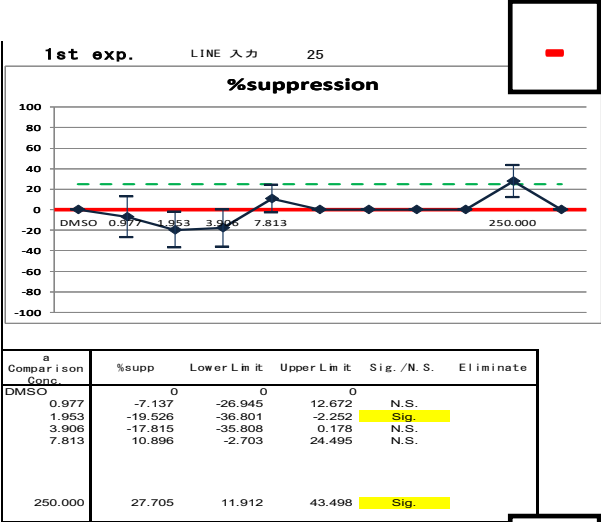 1st exp. LINE 入力 25
%suppression
100
80
60
40
20
0
DMSO 0.977 1.953 3.906 7.813 250.000
-20
-40
-60
-80
-100
a
Comparison %supp Lower Limit Upper Limit Sig./N.S. Eliminate
Conc.
DMSO 0 0 0
0.977 -7.137 -26.945 12.672 N.S.
1.953 -19.526 -36.801 -2.252 Sig.
3.906 -17.815 -35.808 0.178 N.S.
7.813 10.896 -2.703 24.495 N.S.
250.000 27.705 11.912 43.498 Sig.